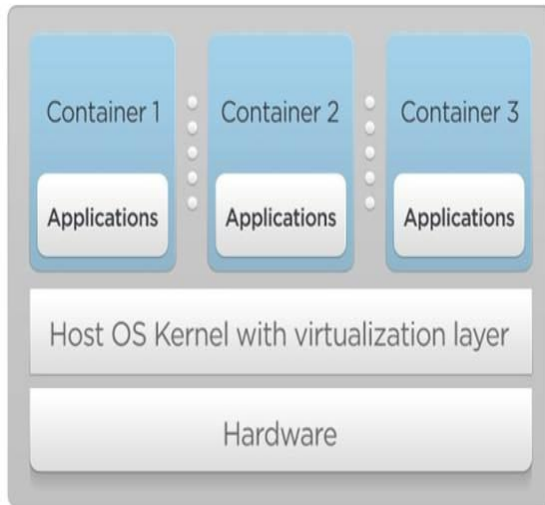 Container 1
Applications
Container 2
Applications
Container 3
Applications
Host OS Kernel with virtualization layer
Hardware